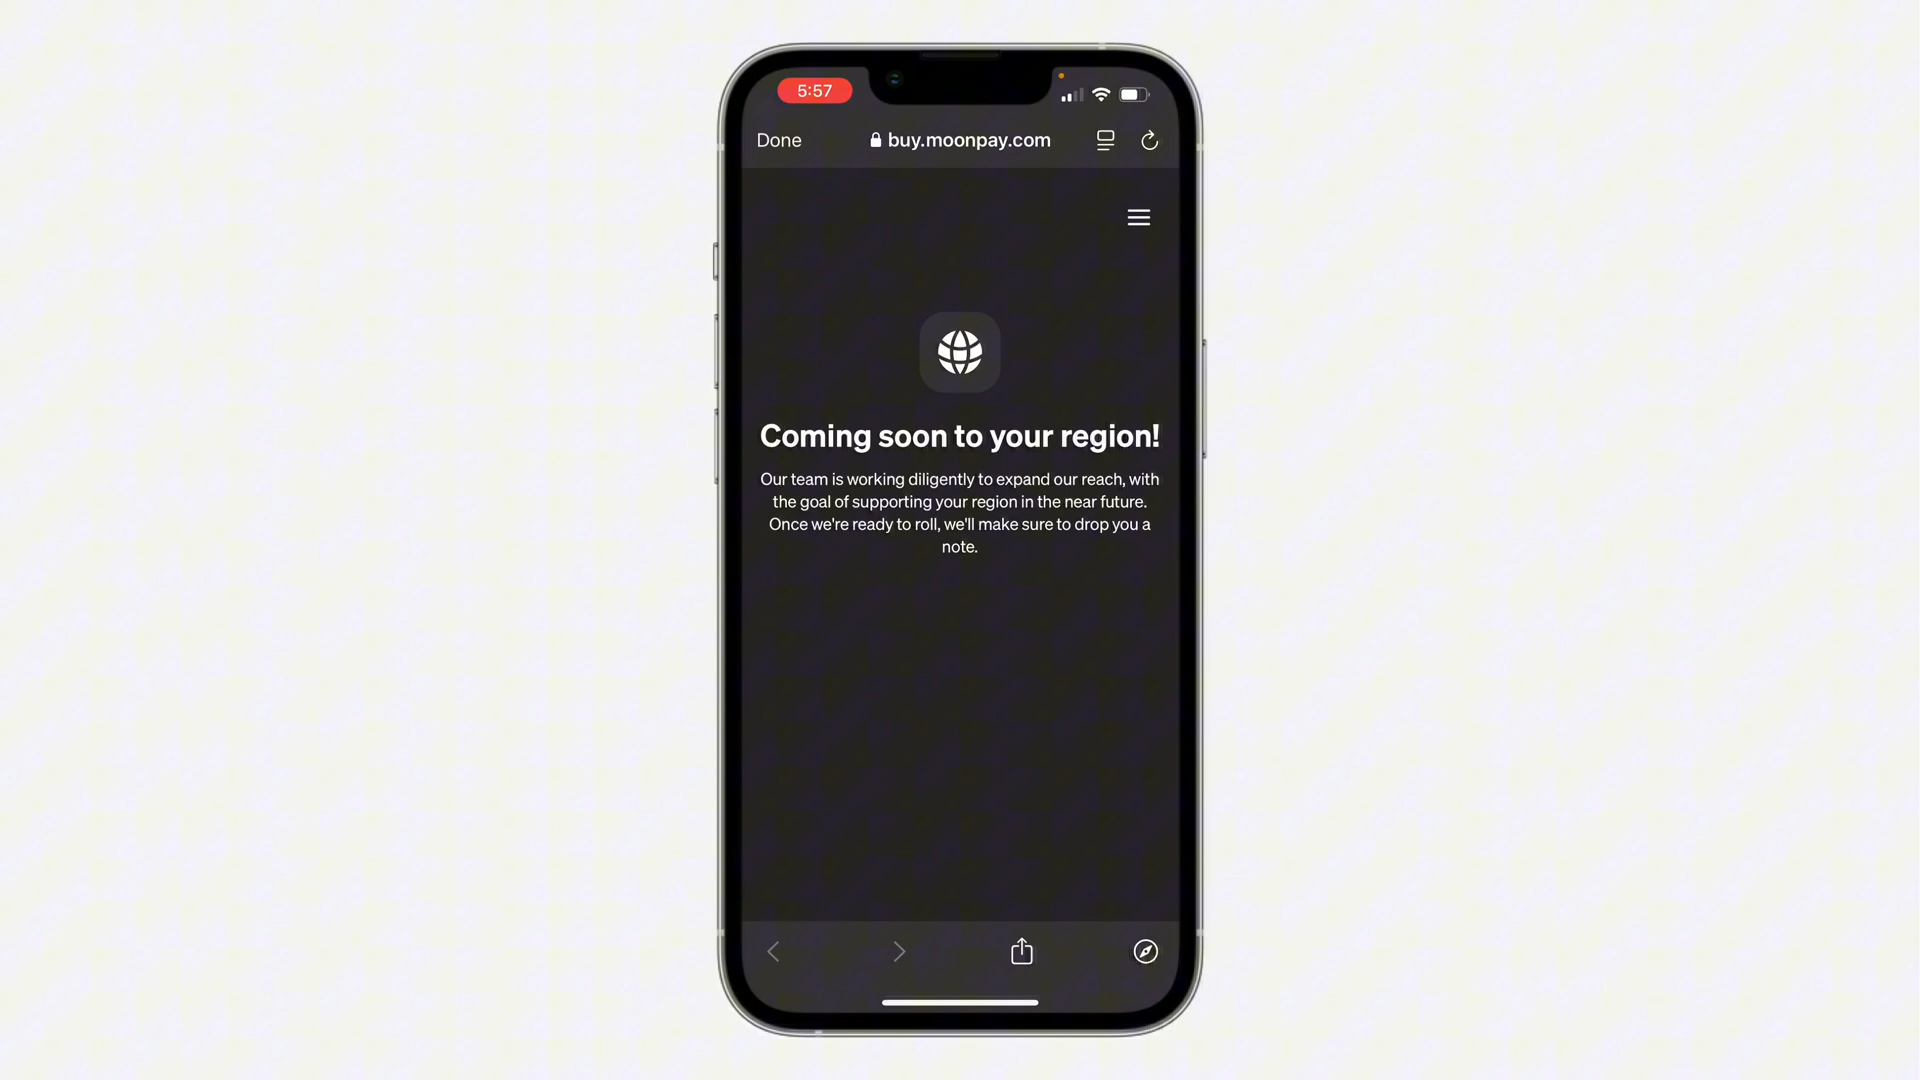 5:57
Done
buy.moonpay.com
Coming soon to your region!
Our team is working diligently to expand our reach, with
the goal of supporting your region in the near future.
Once we're ready to roll, we'll make sure to drop you a
note.